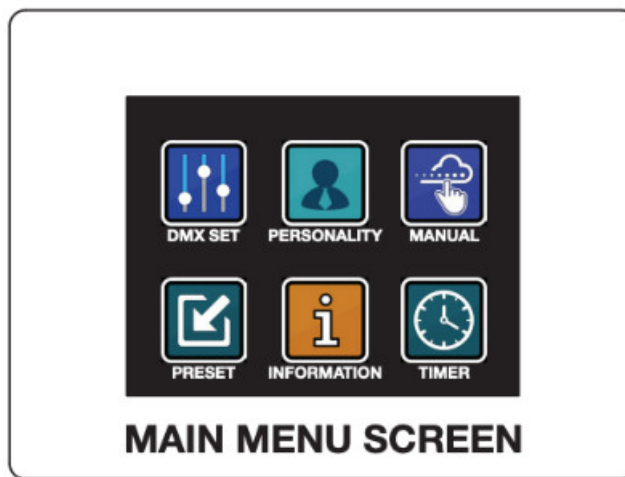 DMX SET PERSONALITY MANUAL
PRESET INFORMATION TIMER
MAIN MENU SCREEN